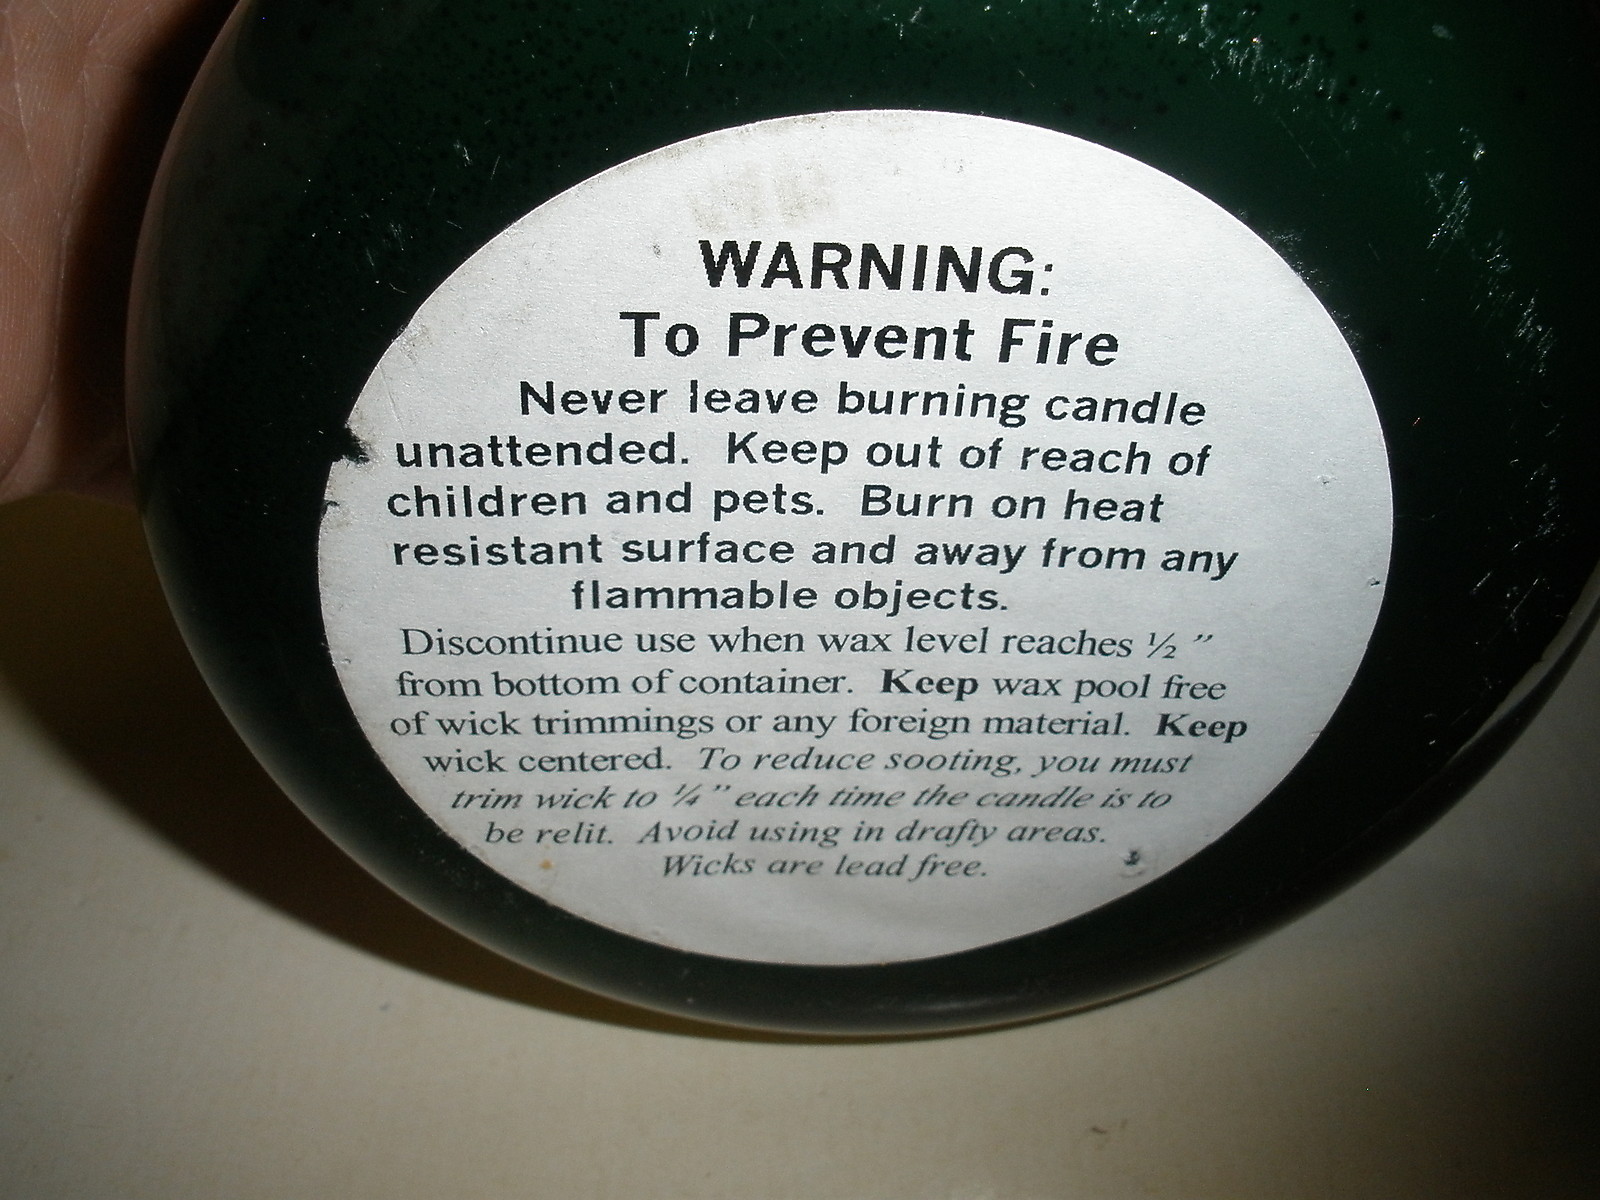 WARNING:
To Prevent Fire
Never leave burning candle
unattended. Keep out of reach of
children and pets. Burn on heat
resistant surface and away from any
flammable objects.
Discontinue use when wax level reaches ½ ”
from bottom of container. Keep wax pool free
of wick trimmings or any foreign material. Keep
wick centered. To reduce sooting, you must
trim wick to ¼ ” each time the candle is to
be relit. Avoid using in drafty areas.
Wicks are lead free.